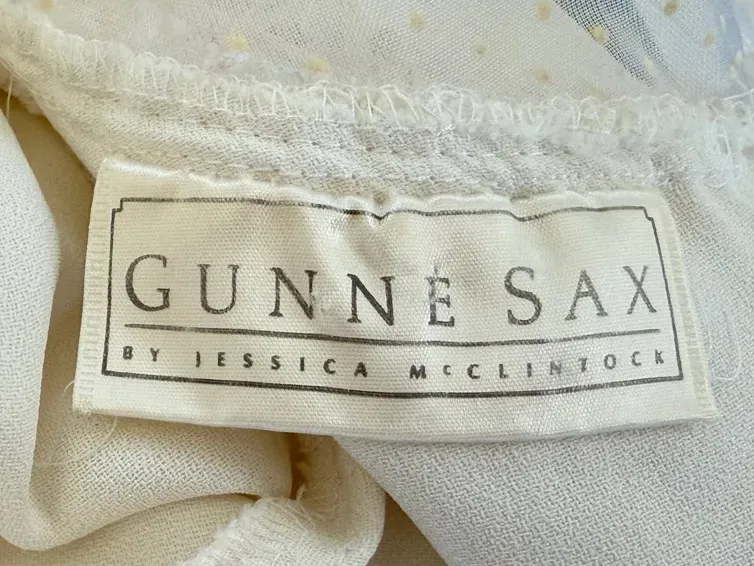 GUNNE SAX
BY JESSICA McCLINTOCK